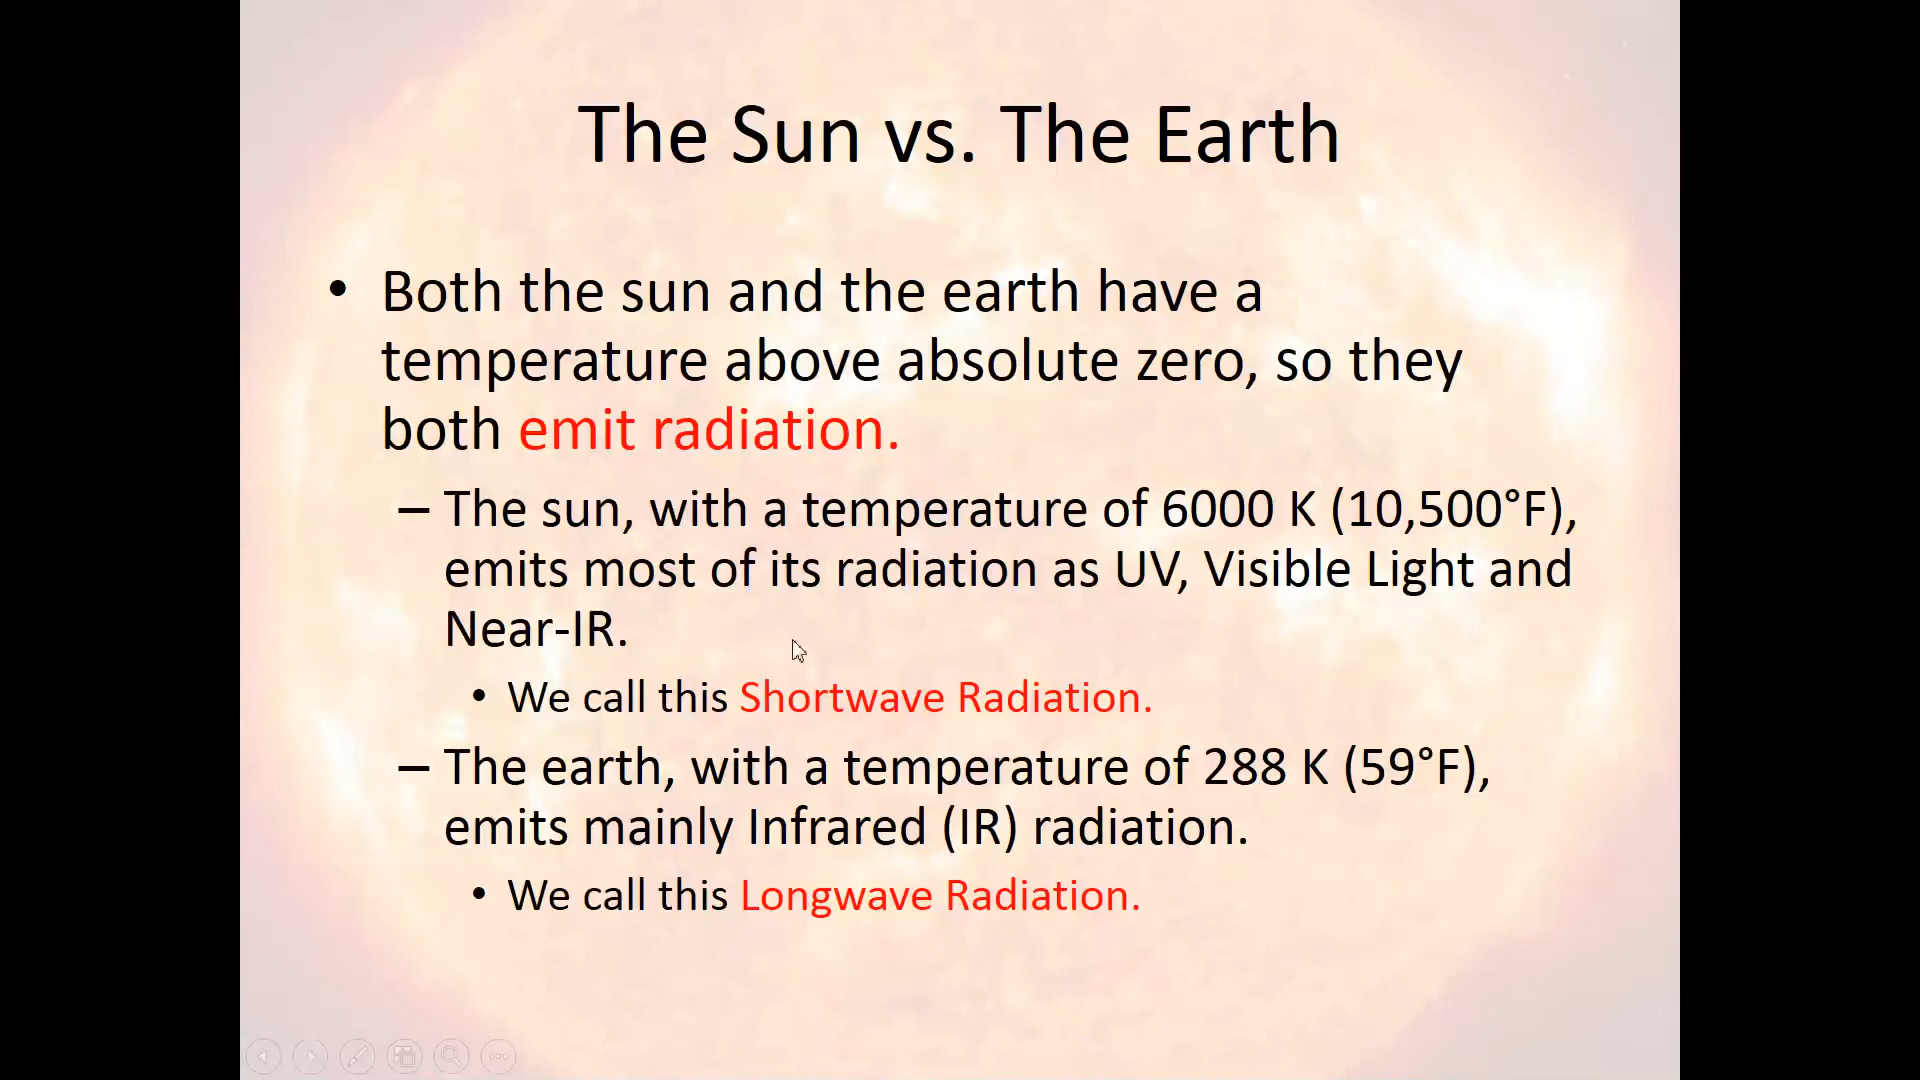 The Sun vs. The Earth
• Both the sun and the earth have a
temperature above absolute zero, so they
both emit radiation.
– The sun, with a temperature of 6000 K (10,500°F),
emits most of its radiation as UV, Visible Light and
Near-IR.
• We call this Shortwave Radiation.
– The earth, with a temperature of 288 K (59°F),
emits mainly Infrared (IR) radiation.
• We call this Longwave Radiation.